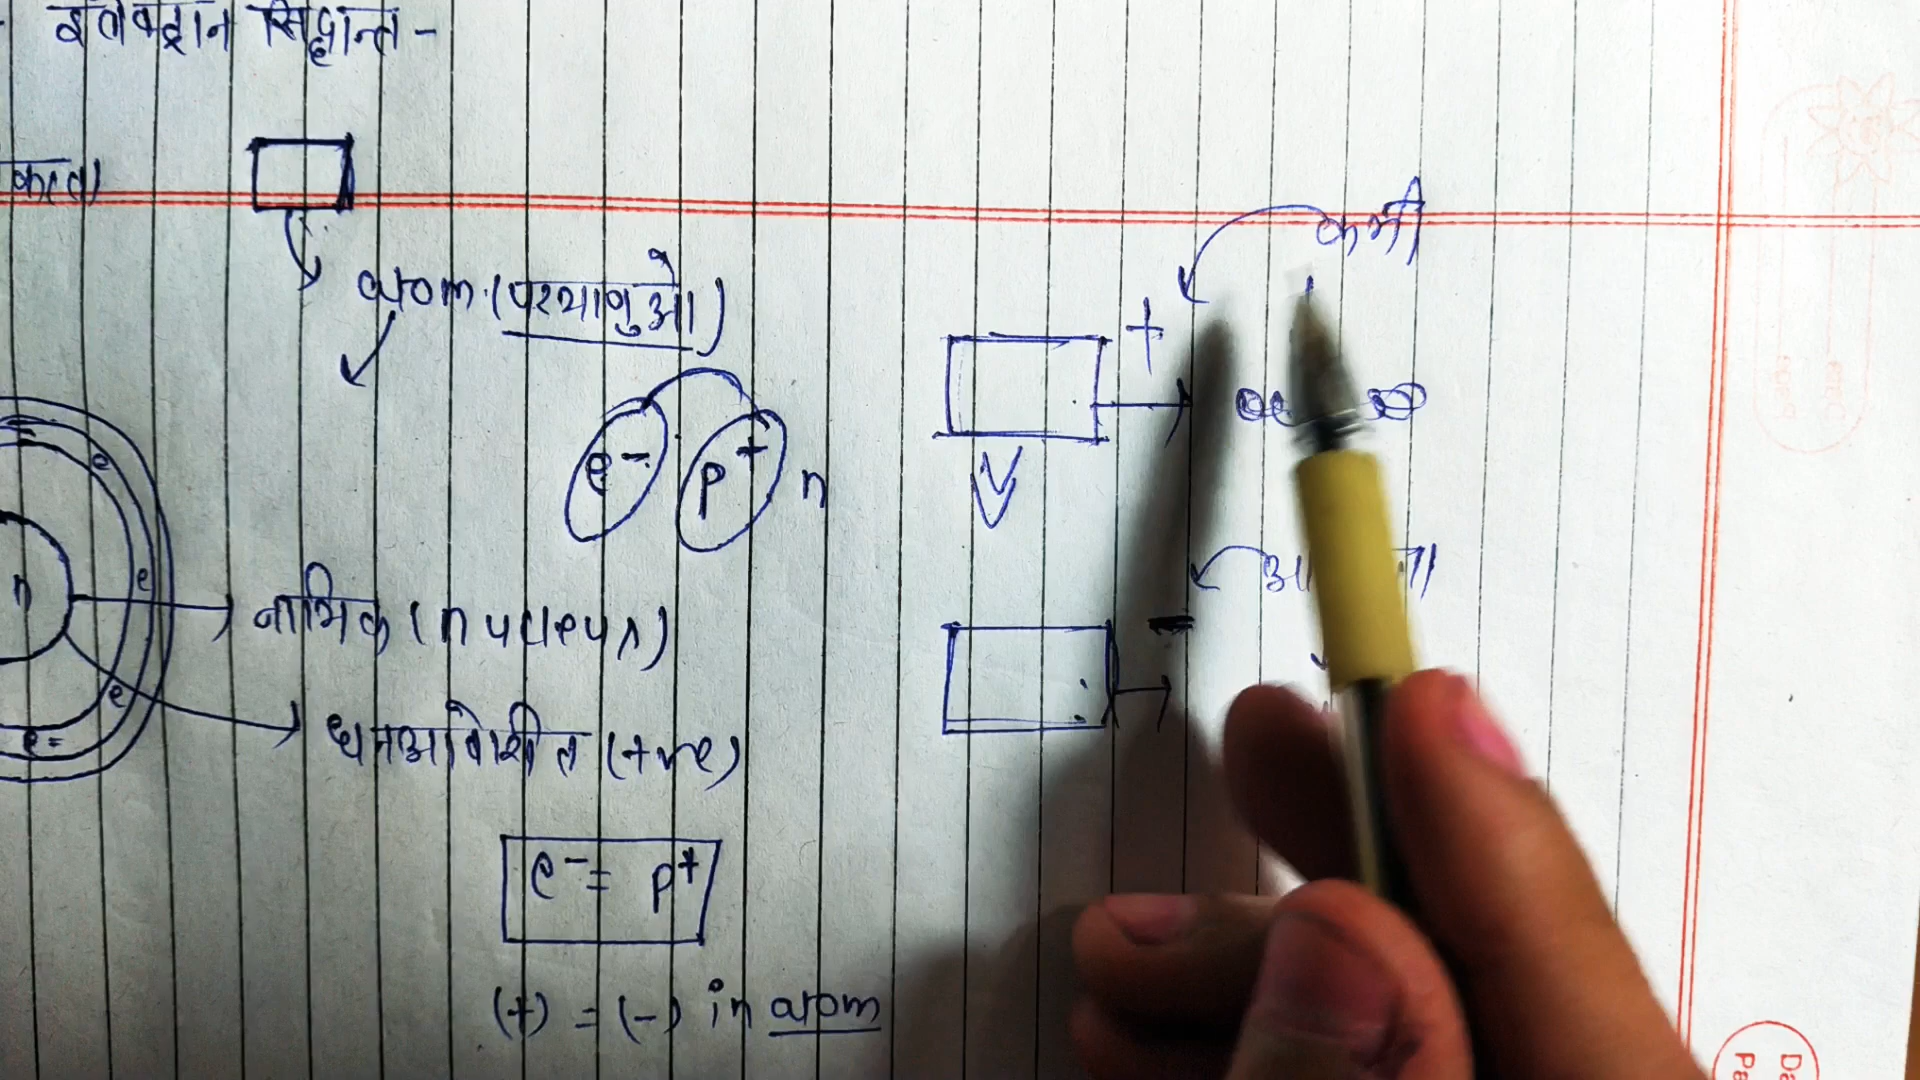 इलेक्ट्रान सिद्धान्त -
atom (परमाणुओ)
कमी
+
e⁻ p⁺ n
e
e
e
e
n
नाभिक (nucleus)
-
धनआवेशीत (+ve)
e⁻ = p⁺
(+) = (-) in atom